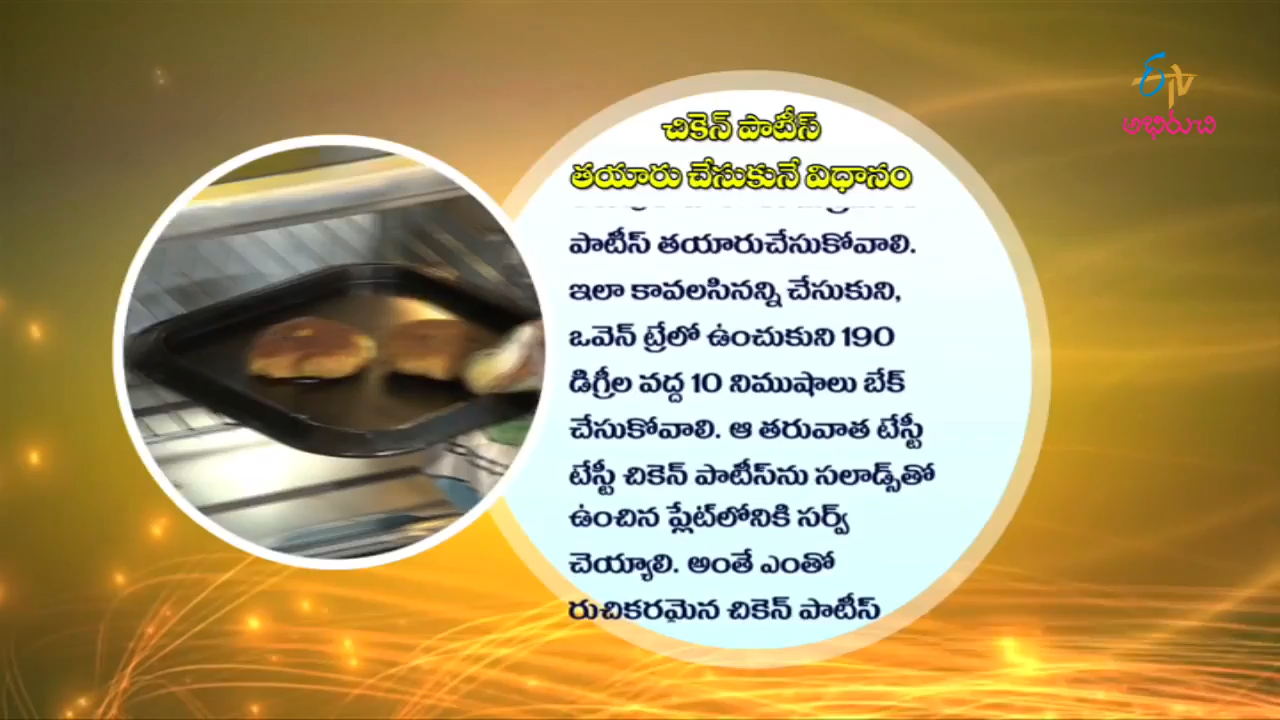 ETV
అభిరుచి
చికెన్ పాటీస్
తయారు చేసుకునే విధానం
పాటీస్ తయారుచేసుకోవాలి.
ఇలా కావలసినన్ని చేసుకుని,
ఒవెన్ ట్రేలో ఉంచుకుని 190
డిగ్రీల వద్ద 10 నిముషాలు బేక్
చేసుకోవాలి. ఆ తరువాత టేస్టీ
టేస్టీ చికెన్ పాటీస్‌ను సలాడ్స్‌తో
ఉంచిన ప్లేట్‌లోనికి సర్వ్
చెయ్యాలి. అంతే ఎంతో
రుచికరమైన చికెన్ పాటీస్